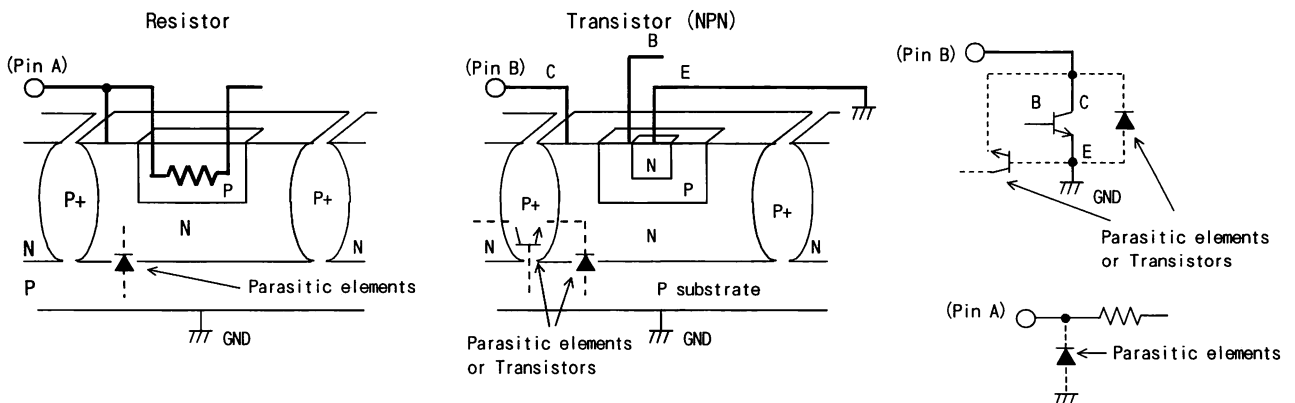 Resistor
(Pin A)
P+
P
P+
N
N
N
P
Parasitic elements
GND
Transistor (NPN)
B
(Pin B)
C
E
N
P
P+
P+
N
N
N
P substrate
GND
Parasitic elements
or Transistors
(Pin B)
B
C
E
GND
Parasitic elements
or Transistors
(Pin A)
Parasitic elements